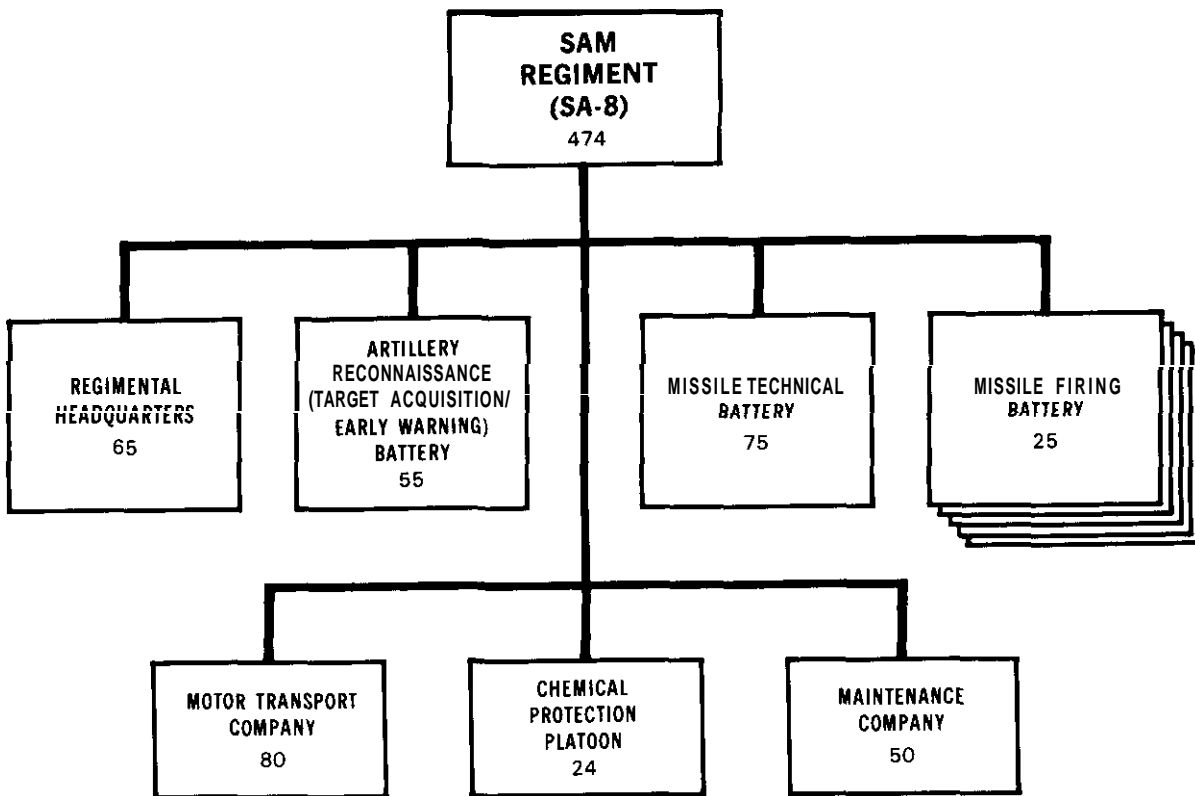 SAM
REGIMENT
(SA-8)
474
REGIMENTAL
HEADQUARTERS
65
ARTILLERY
RECONNAISSANCE
(TARGET ACQUISITION/
EARLY WARNING)
BATTERY
55
MISSILE TECHNICAL
BATTERY
75
MISSILE FIRING
BATTERY
25
MOTOR TRANSPORT
COMPANY
80
CHEMICAL
PROTECTION
PLATOON
24
MAINTENANCE
COMPANY
50